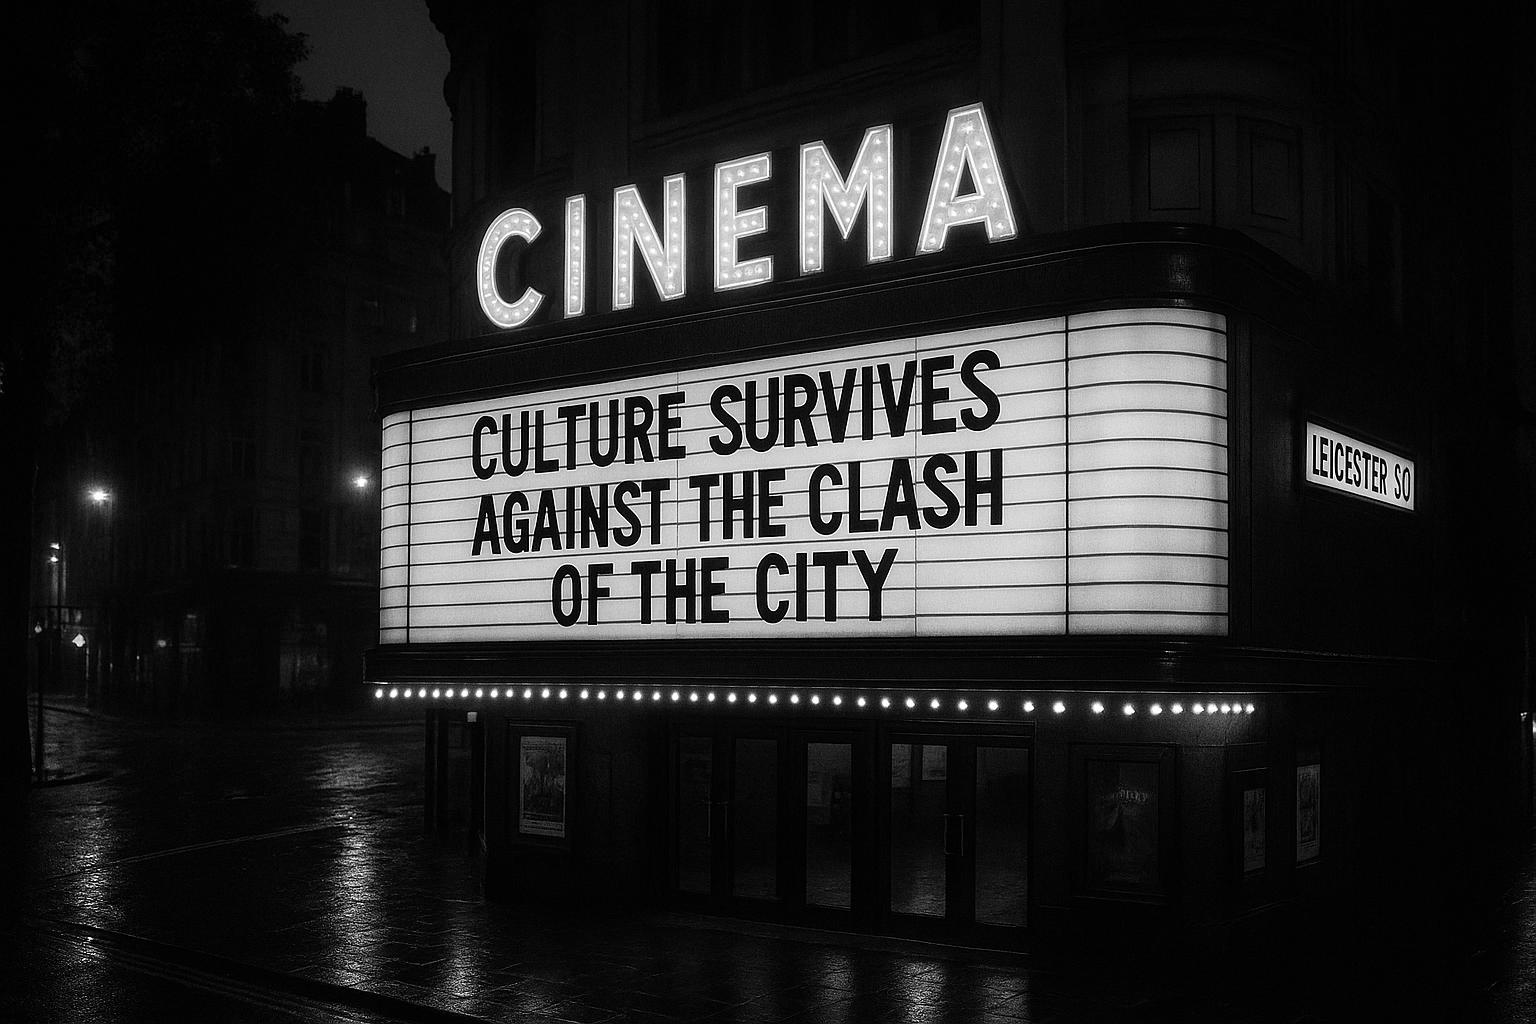 CINEMA
CULTURE SURVIVES
AGAINST THE CLASH
OF THE CITY
LEICESTER SO